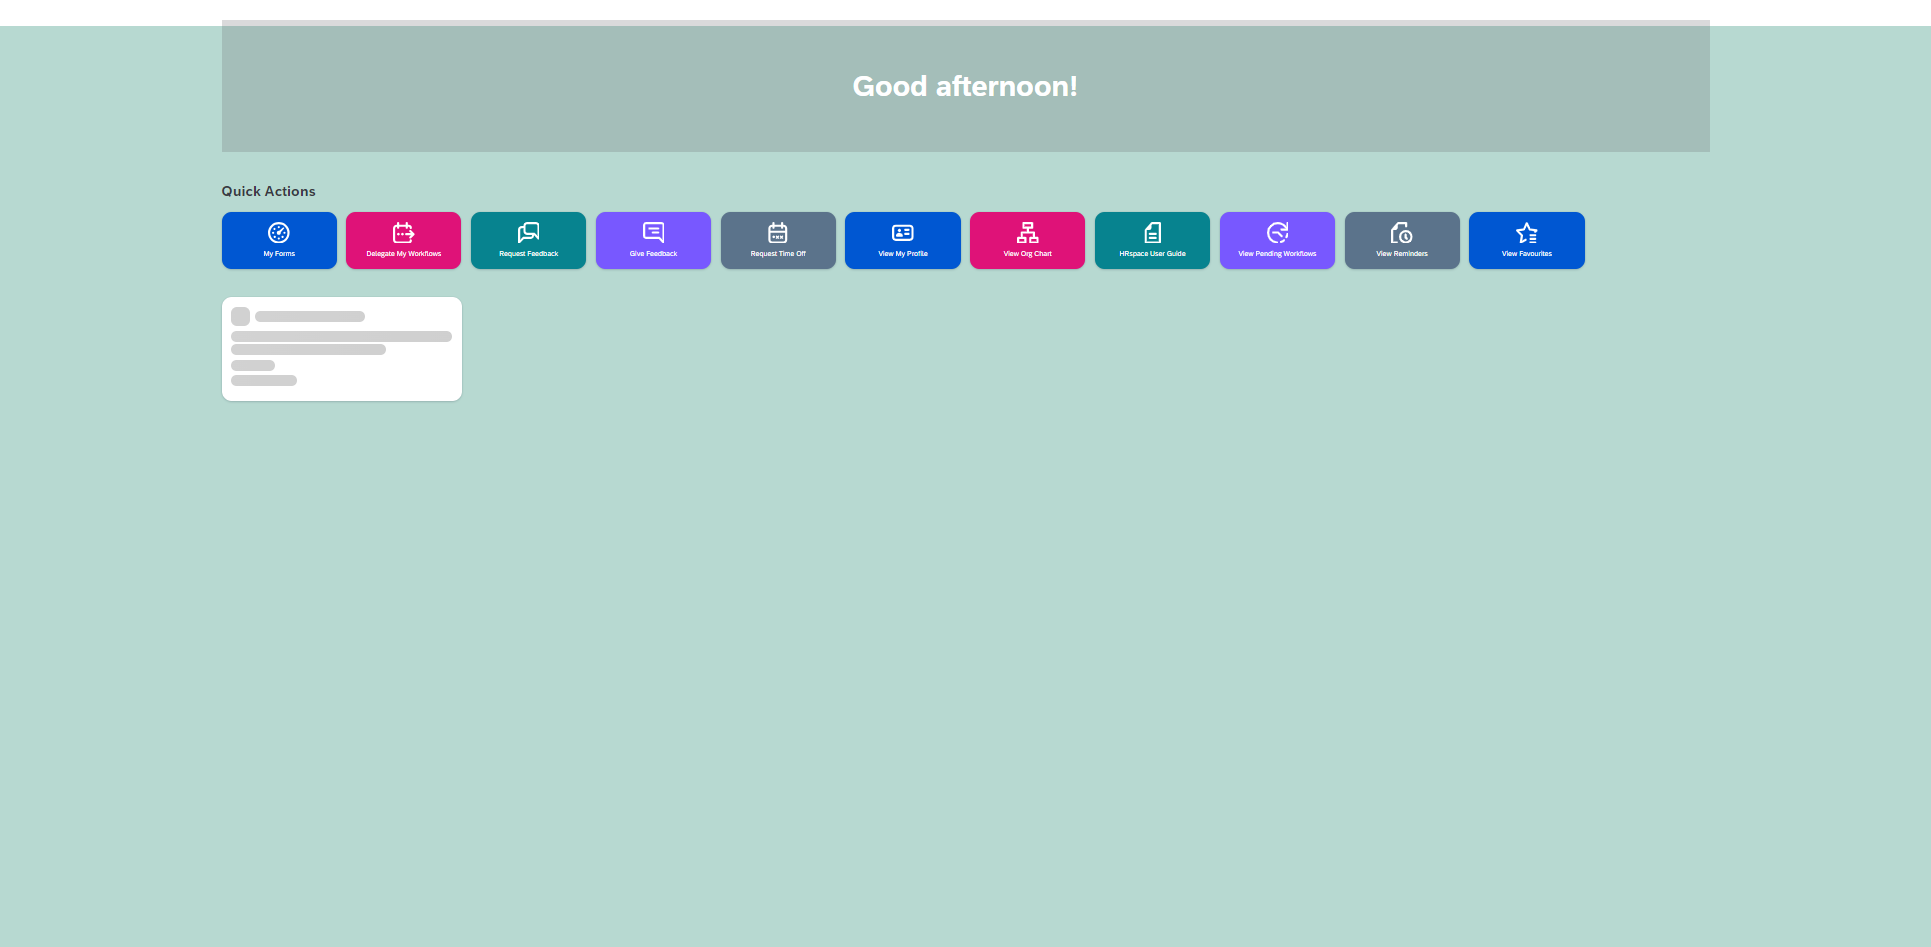 Good afternoon!
Quick Actions
My Forms
Delegate My Workflows
Request Feedback
Give Feedback
Request Time Off
View My Profile
View Org Chart
HRspace User Guide
View Pending Workflows
View Reminders
View Favourites